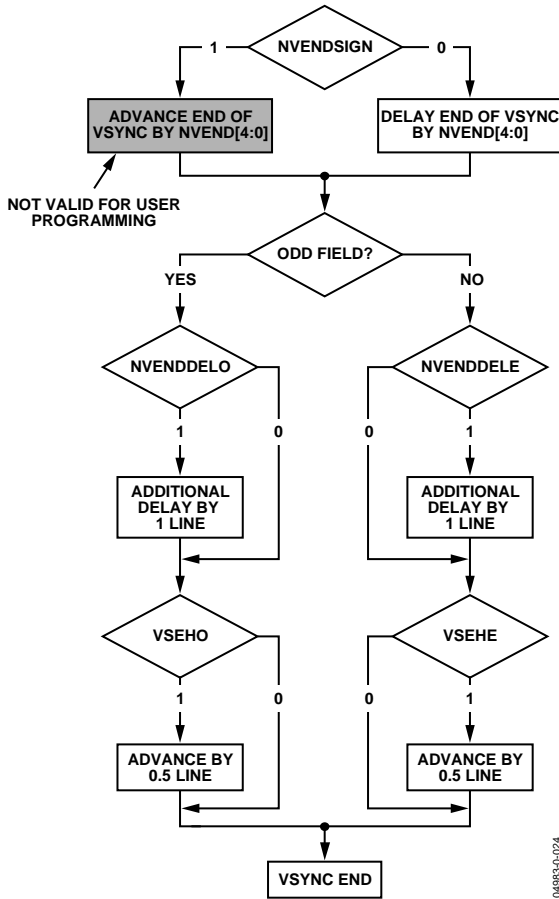 NVENDSIGN
1
0
ADVANCE END OF
VSYNC BY NVEND[4:0]
DELAY END OF VSYNC
BY NVEND[4:0]
NOT VALID FOR USER
PROGRAMMING
ODD FIELD?
YES
NO
NVENDDELO
NVENDDELE
1
0
0
1
ADDITIONAL
DELAY BY
1 LINE
ADDITIONAL
DELAY BY
1 LINE
VSEHO
VSEHE
1
0
0
1
ADVANCE BY
0.5 LINE
ADVANCE BY
0.5 LINE
VSYNC END
04983-0-024